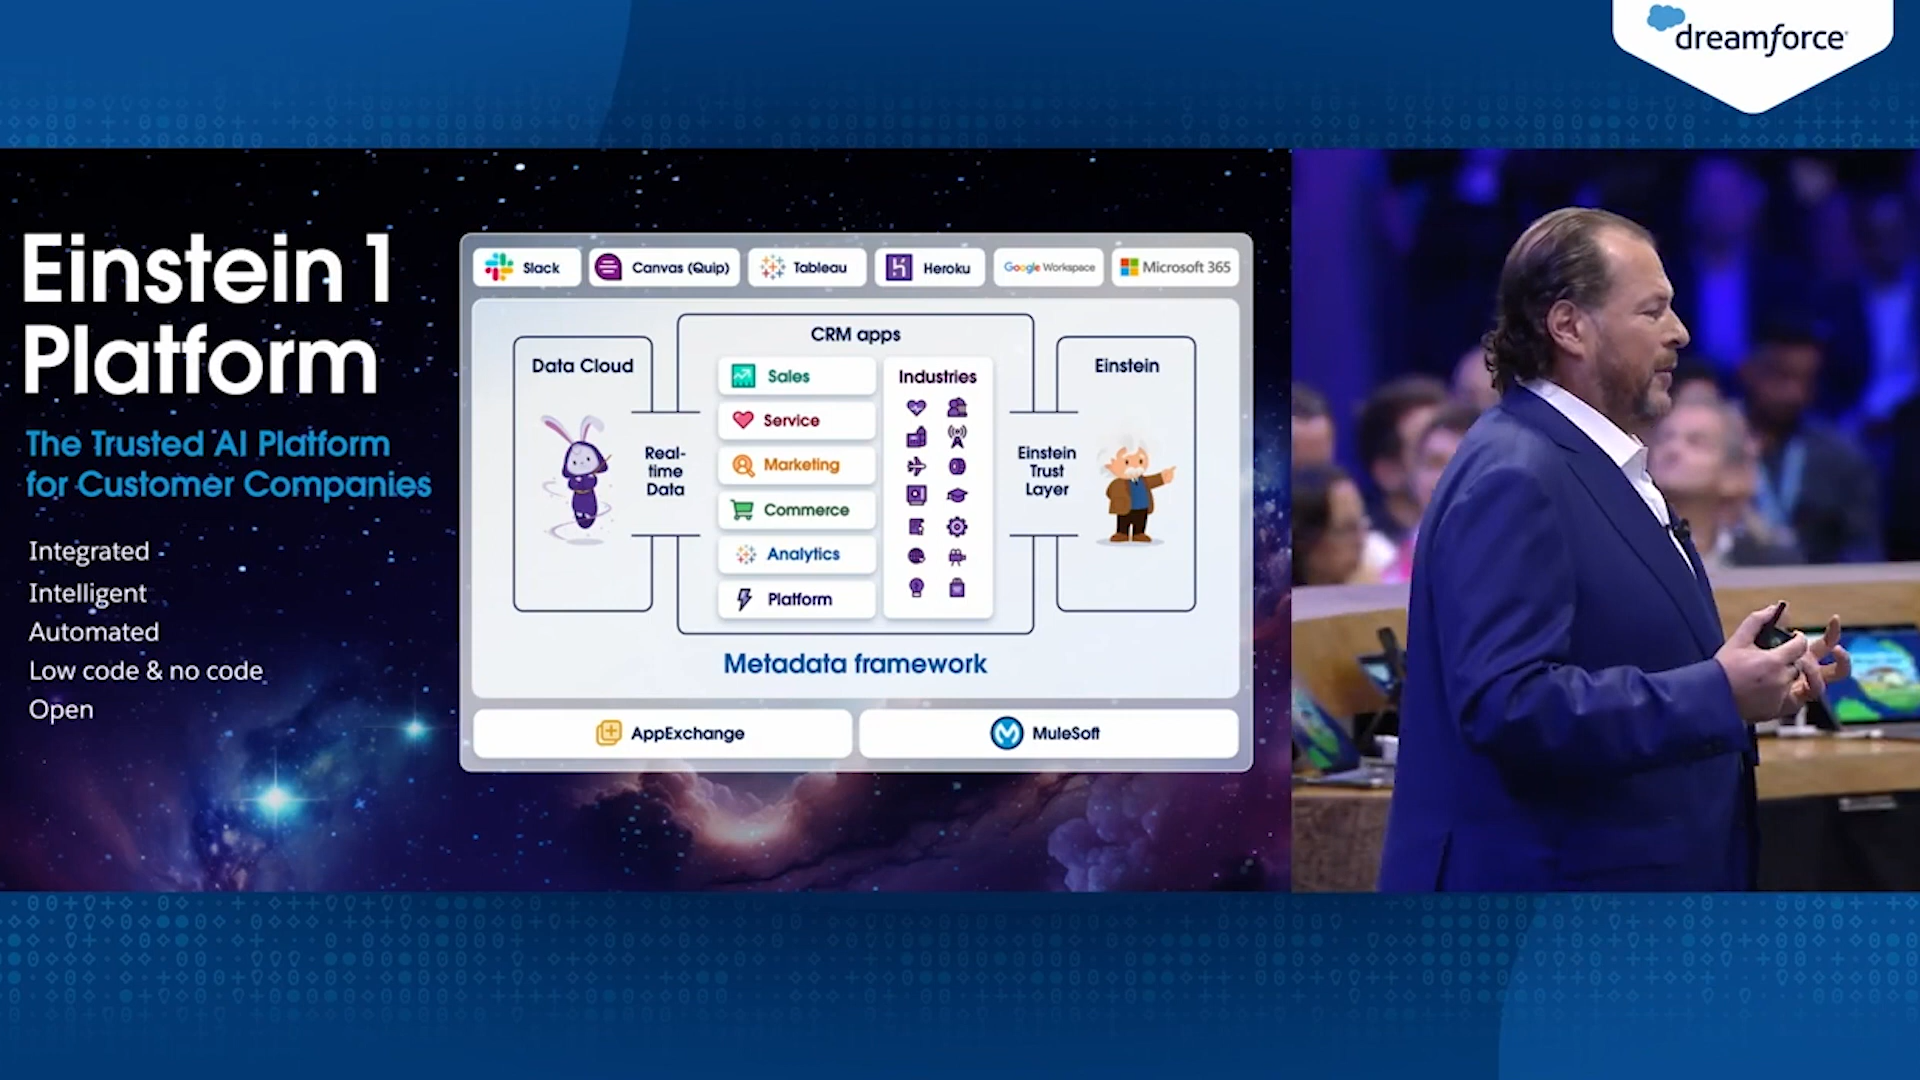 dreamforce
Einstein 1
Platform
The Trusted AI Platform
for Customer Companies
Integrated
Intelligent
Automated
Low code & no code
Open
Slack
Canvas (Quip)
Tableau
Heroku
Google Workspace
Microsoft 365
Data Cloud
Real-
time
Data
CRM apps
Sales
Service
Marketing
Commerce
Analytics
Platform
Industries
Einstein
Trust
Layer
Einstein
Metadata framework
AppExchange
MuleSoft